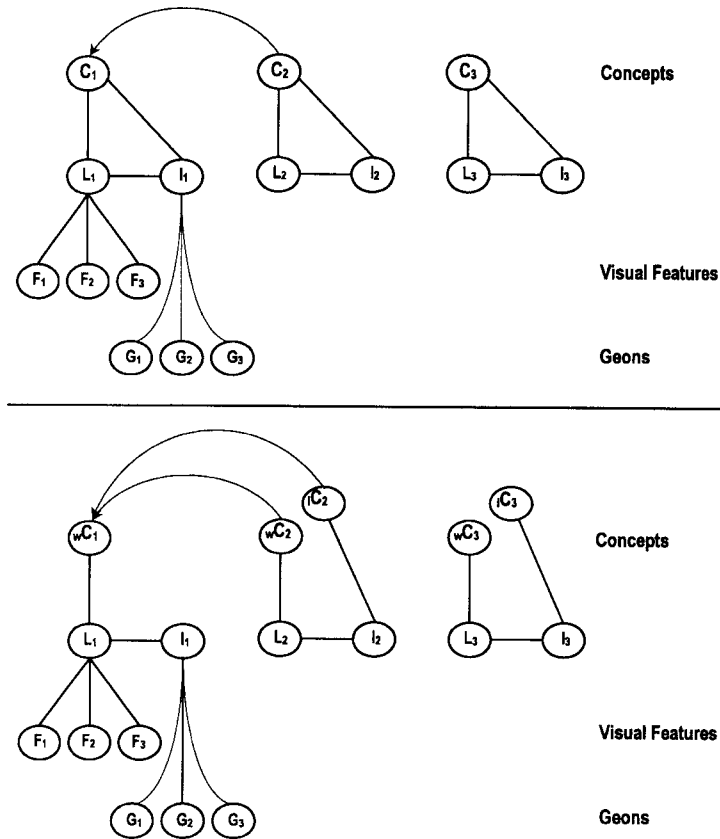 C₁ C₂ C₃ Concepts
L₁ I₁ L₂ I₂ L₃ I₃
F₁ F₂ F₃ Visual Features
G₁ G₂ G₃ Geons
iC₂ iC₃
wC₁ wC₂ wC₃ Concepts
L₁ I₁ L₂ I₂ L₃ I₃
F₁ F₂ F₃ Visual Features
G₁ G₂ G₃ Geons